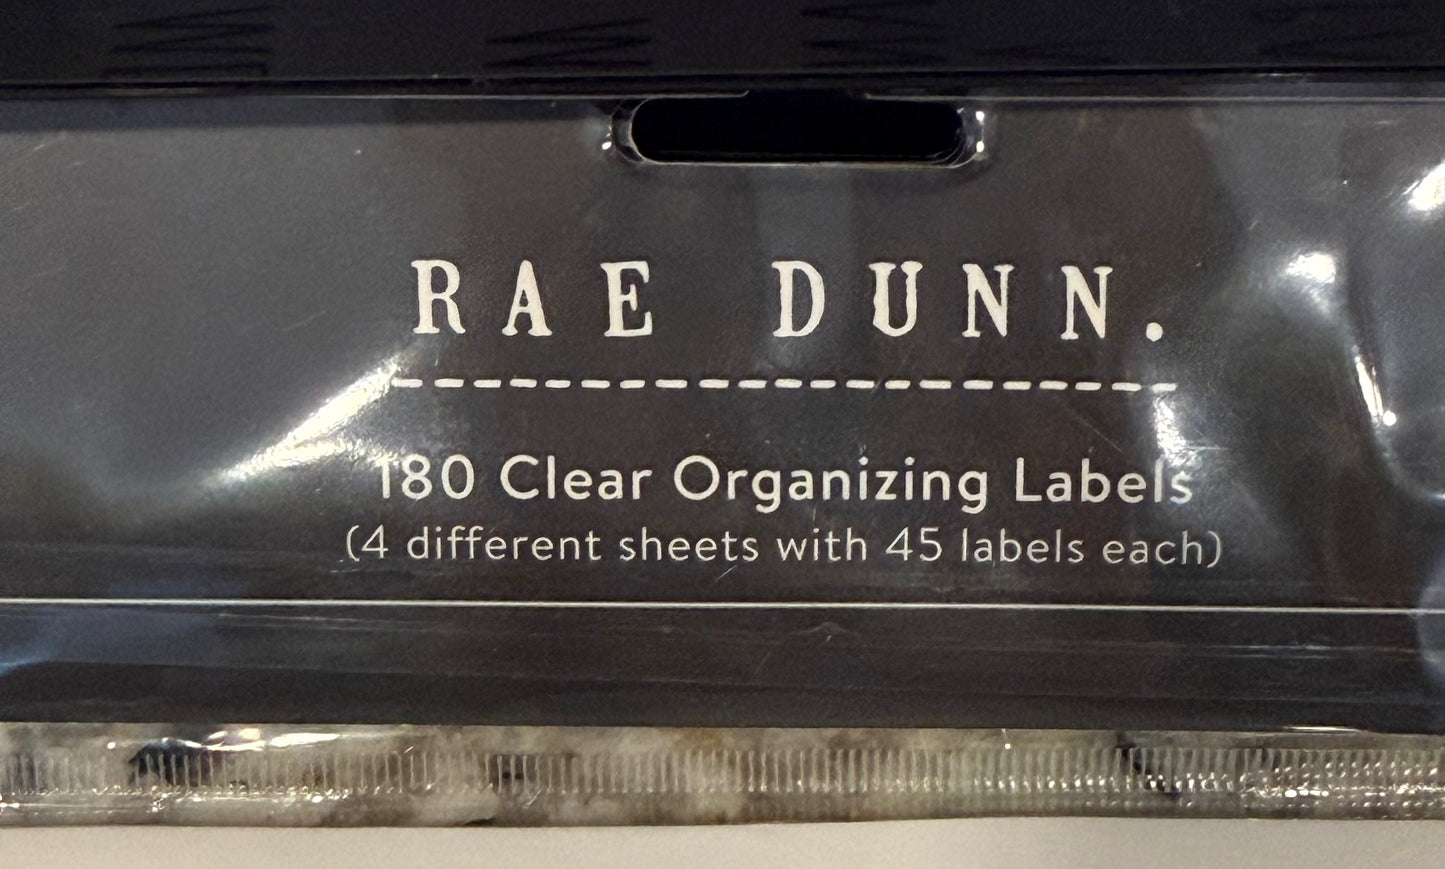 RAE DUNN.
180 Clear Organizing Labels
(4 different sheets with 45 labels each)